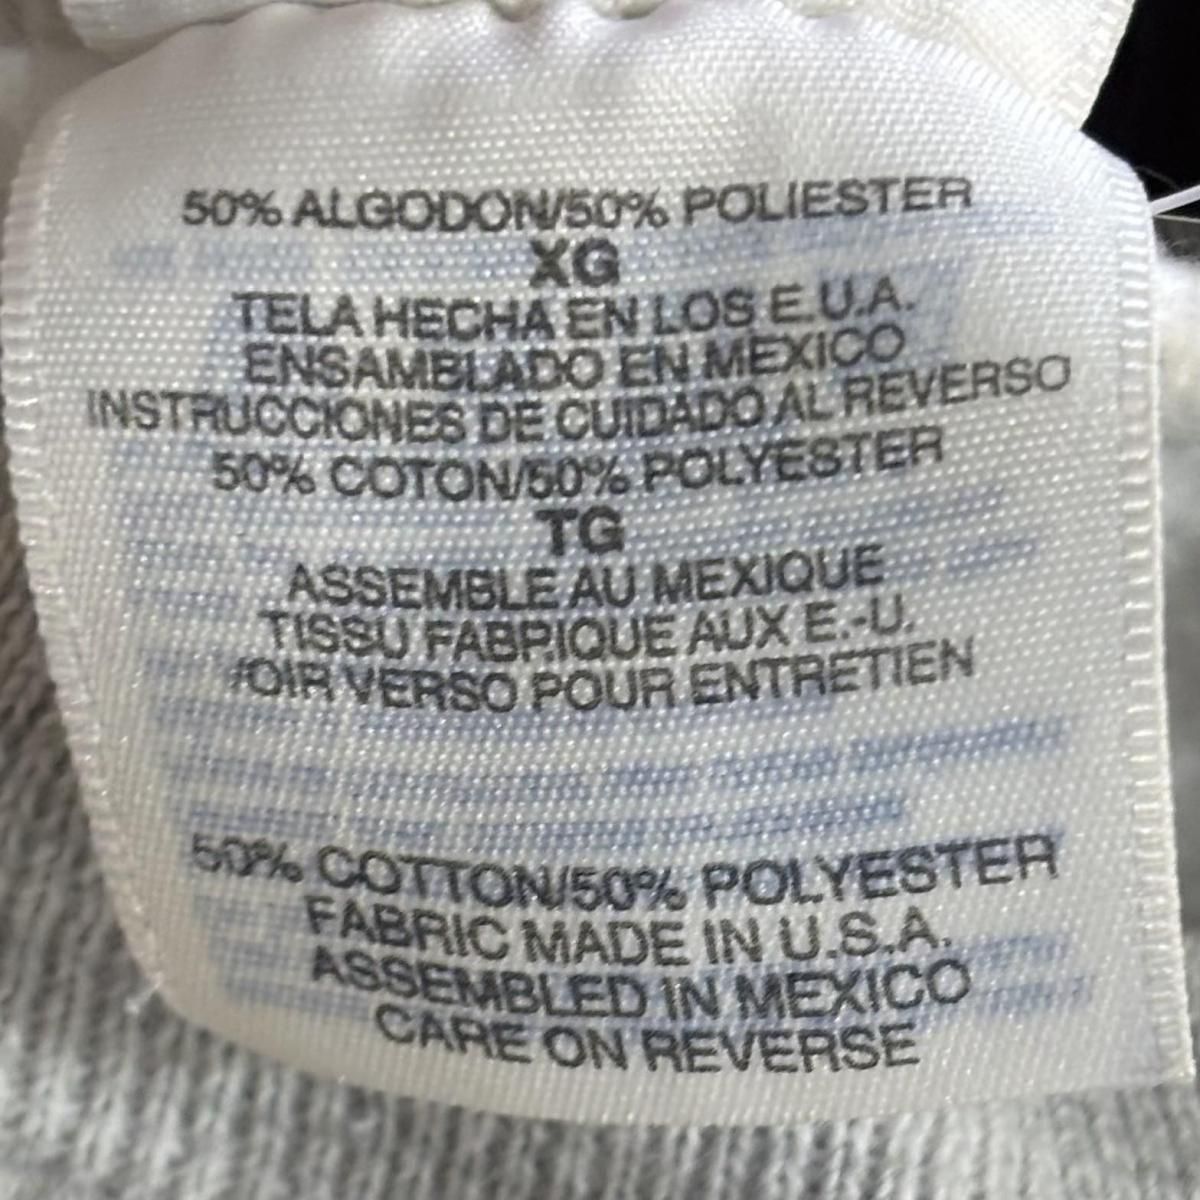 50% ALGODON/50% POLIESTER
XG
TELA HECHA EN LOS E.U.A.
ENSAMBLADO EN MEXICO
INSTRUCCIONES DE CUIDADO AL REVERSO
50% COTON/50% POLYESTER
TG
ASSEMBLE AU MEXIQUE
TISSU FABRIQUE AUX E.-U.
VOIR VERSO POUR ENTRETIEN
50% COTTON/50% POLYESTER
FABRIC MADE IN U.S.A.
ASSEMBLED IN MEXICO
CARE ON REVERSE